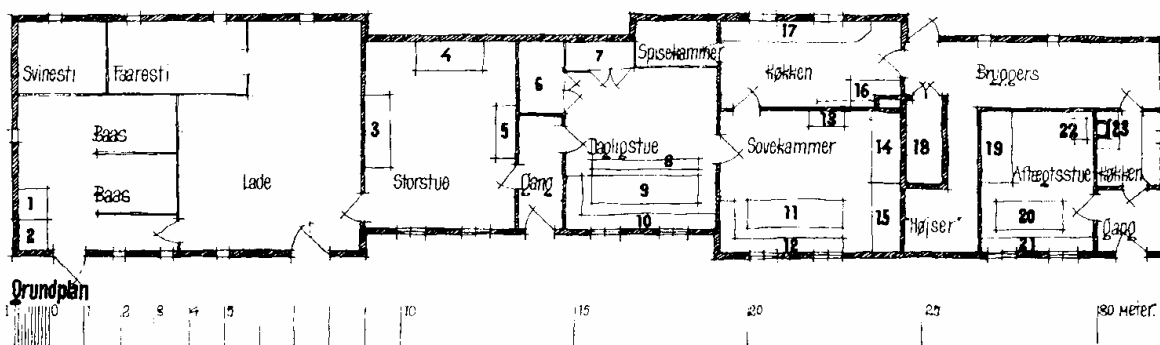 17
4
7
Spisekammer
Svinesti
Faaresti
6
Køkken
Bryggers
16
3
5
13
22
23
Baas
Dagligstue
Sovekammer
14
18
19
8
Aftægtsstue
Køkken
Lade
Storstue
Gang
1
Baas
9
11
15
"Højser"
20
Gang
2
10
12
21
Grundplan
1 0 1 2 3 4 5 10 15 20 25 30 Meter.